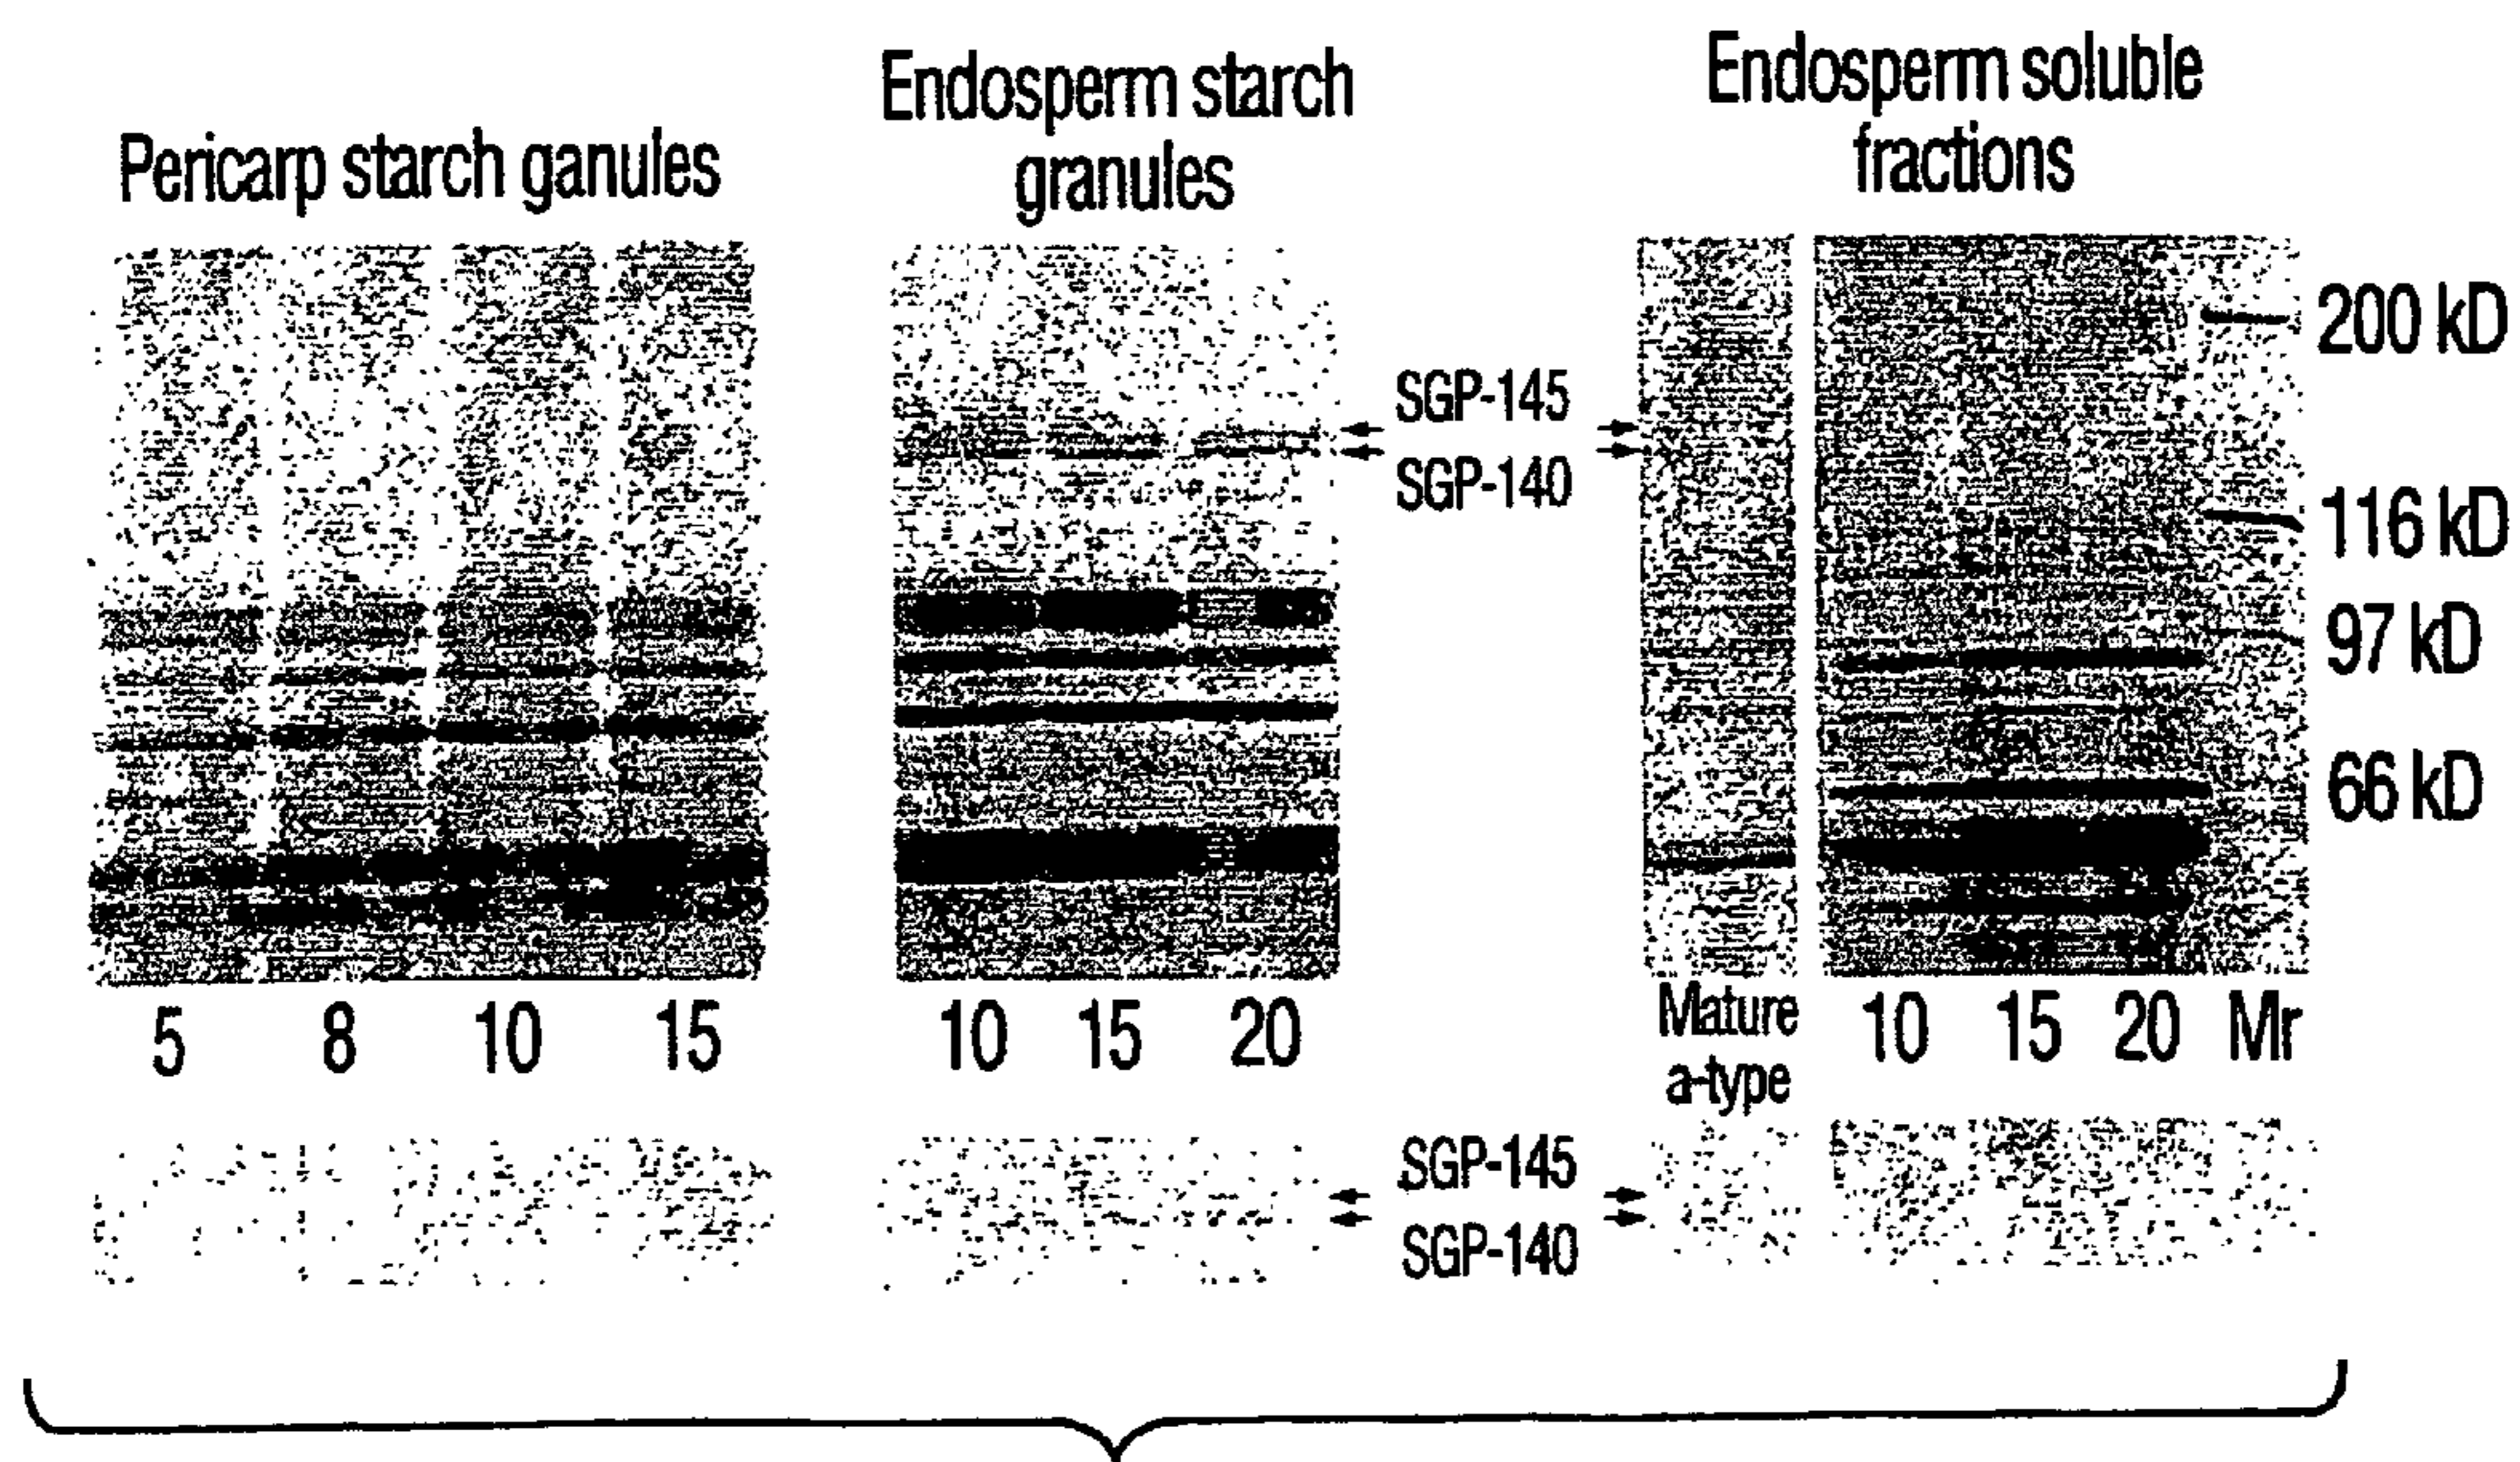 Pericarp starch ganules
Endosperm starch
granules
Endosperm soluble
fractions
SGP-145
SGP-140
200 kD
116 kD
97 kD
66 kD
5 8 10 15
10 15 20
Mature
a-type
10 15 20 Mr
SGP-145
SGP-140